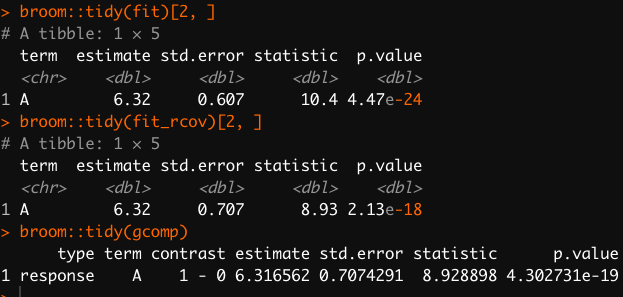 > broom::tidy(fit)[2, ]
# A tibble: 1 × 5
  term  estimate std.error statistic  p.value
  <chr>    <dbl>     <dbl>     <dbl>    <dbl>
1 A         6.32     0.607      10.4 4.47e-24
> broom::tidy(fit_rcov)[2, ]
# A tibble: 1 × 5
  term  estimate std.error statistic  p.value
  <chr>    <dbl>     <dbl>     <dbl>    <dbl>
1 A         6.32     0.707      8.93 2.13e-18
> broom::tidy(gcomp)
      type term contrast estimate std.error statistic      p.value
1 response    A    1 - 0 6.316562 0.7074291  8.928898 4.302731e-19
>